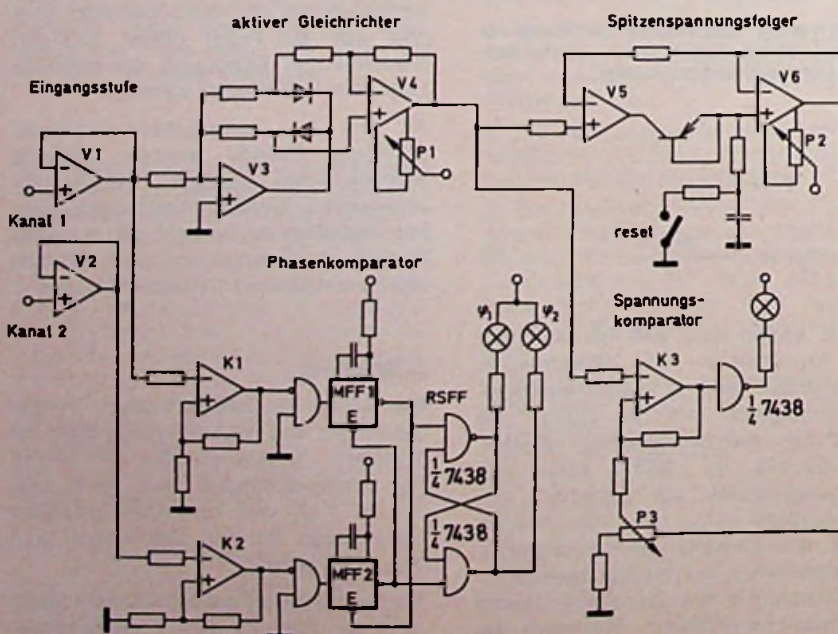 aktiver Gleichrichter
Spitzenspannungsfolger
Eingangsstufe
V4
V5
V6
V1
P1
P2
V3
Kanal 1
reset
V2
Phasenkomparator
Spannungs-
komparator
Kanal 2
φ1
φ2
K1
K3
MFF1
E
RSFF
1/4 7438
1/4 7438
1/4 7438
K2
MFF2
E
P3